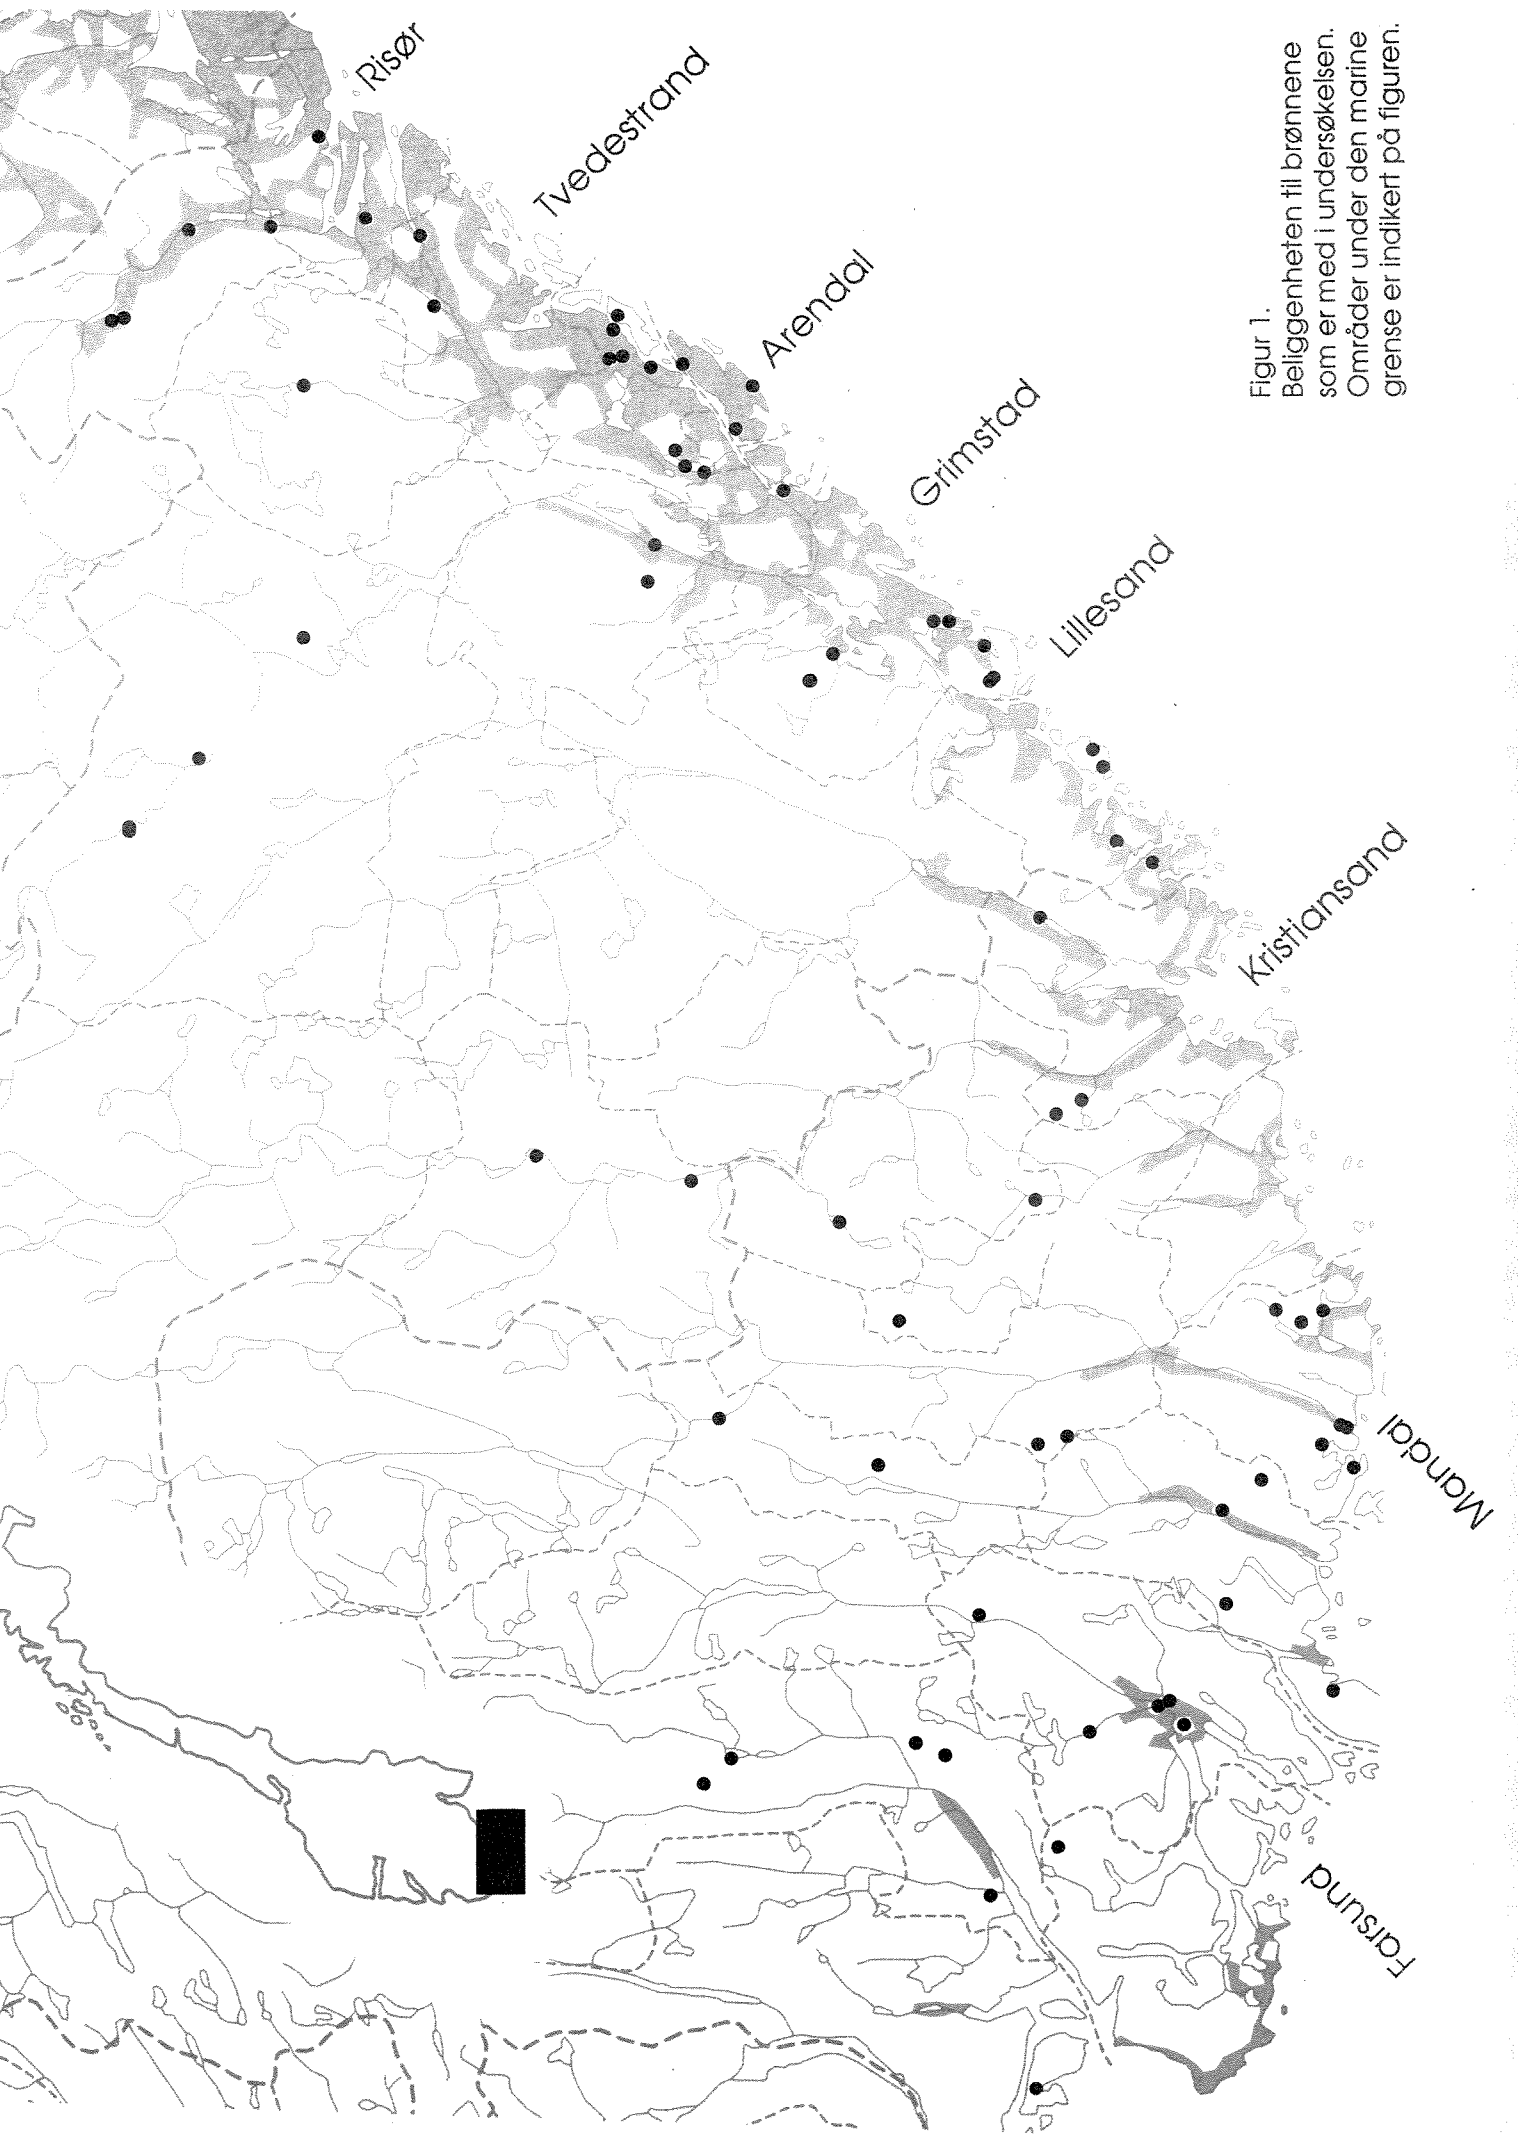 Risør
Tvedestrand
Arendal
Grimstad
Lillesand
Kristiansand
Mandal
Farsund
Figur 1.
Beliggenheten til brønnene
som er med i undersøkelsen.
Områder under den marine
grense er indikert på figuren.